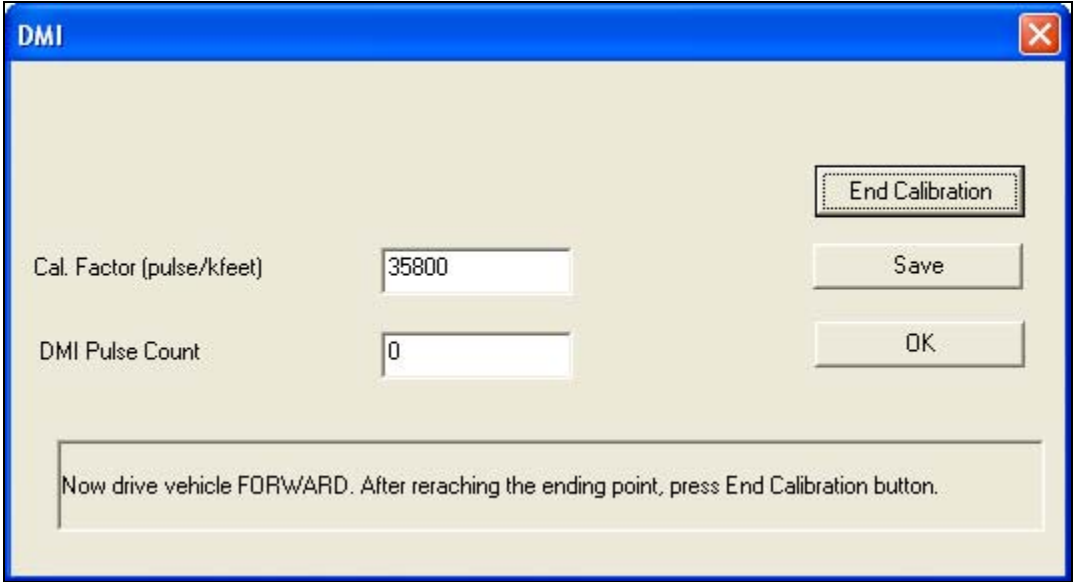 DMI
End Calibration
Cal. Factor (pulse/kfeet)
35800
Save
DMI Pulse Count
0
OK
Now drive vehicle FORWARD. After reraching the ending point, press End Calibration button.